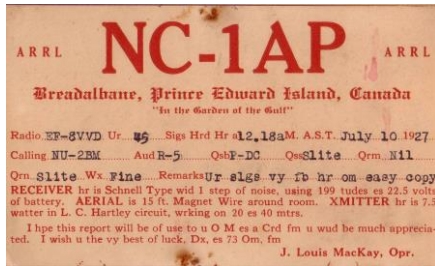 ARRL NC-1AP ARRL
Breadalbane, Prince Edward Island, Canada
"In the Garden of the Gulf"
Radio EF-8VVD Ur 45 Sigs Hrd Hr a12.18aM. A.S.T. July 10 1927
Calling NU-2BM Aud R-5 Qsb P-DC Qss Slite Qrm Nil
Qrn Slite Wx Fine Remarks Ur sigs vy fb hr om easy copy
RECEIVER hr is Schnell Type wid 1 step of noise, using 199 tudes es 22.5 volts
of battery. AERIAL is 15 ft. Magnet Wire around room. XMITTER hr is 7.5
watter in L. C. Hartley circuit, wrking on 20 es 40 mtrs.
I hpe this report will be of use to u O M es a Crd fm u wud be much apprecia-
ted. I wish u the vy best of luck, Dx, es 73 Om, fm
J. Louis MacKay, Opr.